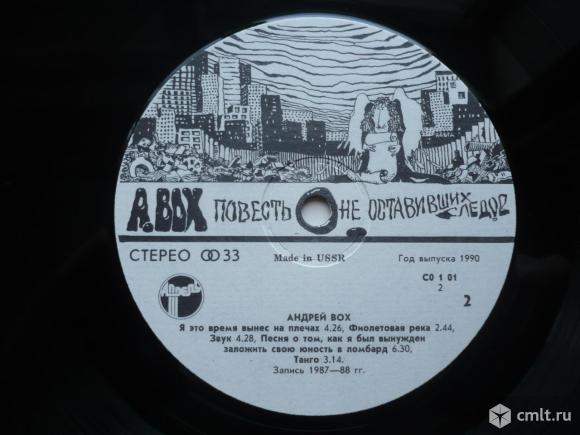 А. ВОХ ПОВЕСТЬ О НЕ ОСТАВИВШИХ СЛЕДОВ
СТЕРЕО 33
Made in USSR
Год выпуска 1990
С0 1 01
2
2
АПРЕЛЬ
АНДРЕЙ ВОХ
Я это время вынес на плечах 4.26, Фиолетовая река 2.44,
Звук 4.28, Песня о том, как я был вынужден
заложить свою юность в ломбард 6.30,
Танго 3.14.
Запись 1987—88 гг.
cmlt.ru